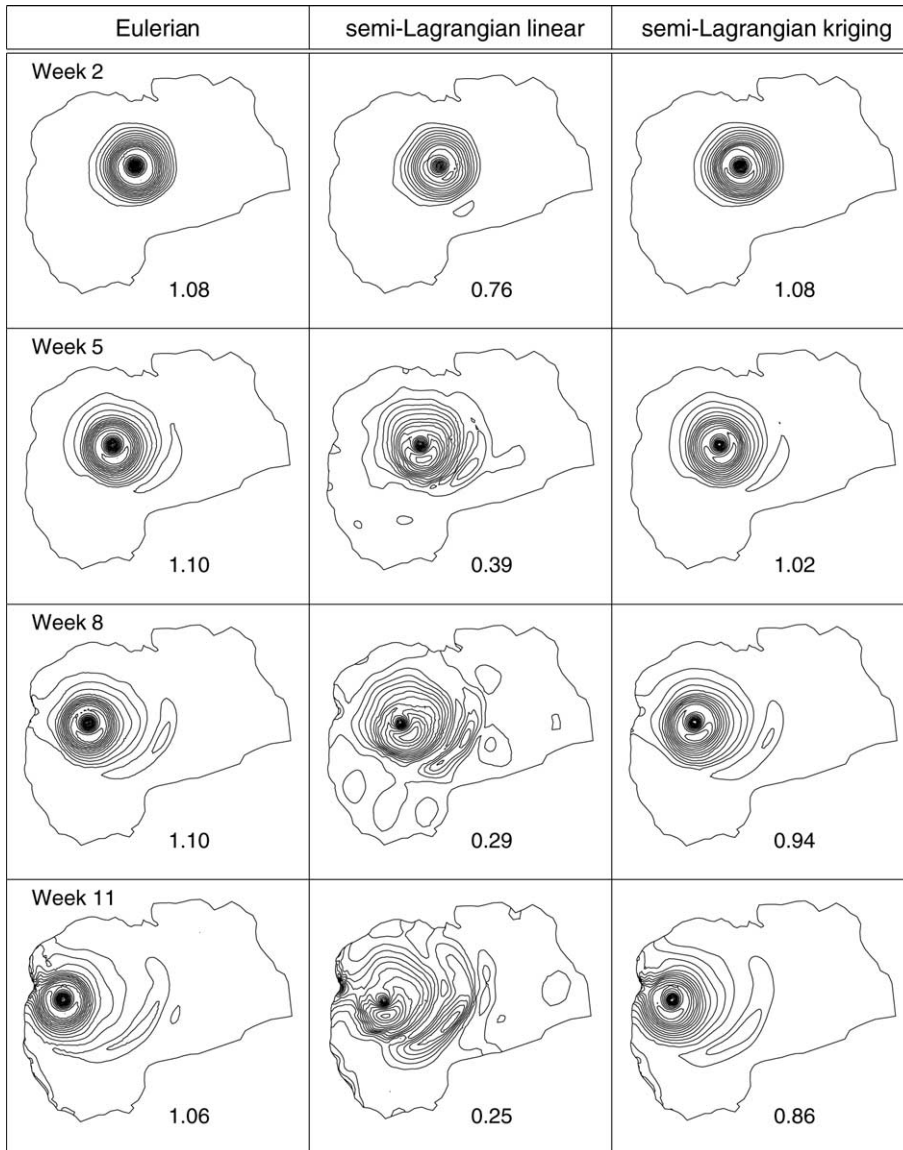 Eulerian semi-Lagrangian linear semi-Lagrangian kriging
Week 2
1.08 0.76 1.08
Week 5
1.10 0.39 1.02
Week 8
1.10 0.29 0.94
Week 11
1.06 0.25 0.86